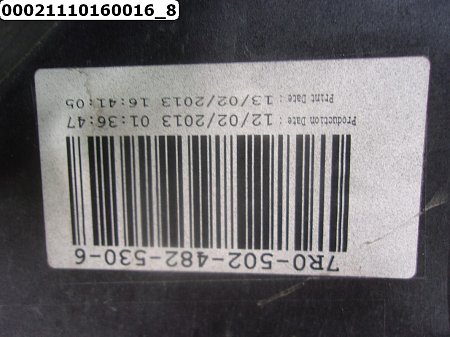 00021110160016_8
7R0-502-482-530-6
Production Date : 12/02/2013 01:36:47
Print Date : 13/02/2013 16:41:05